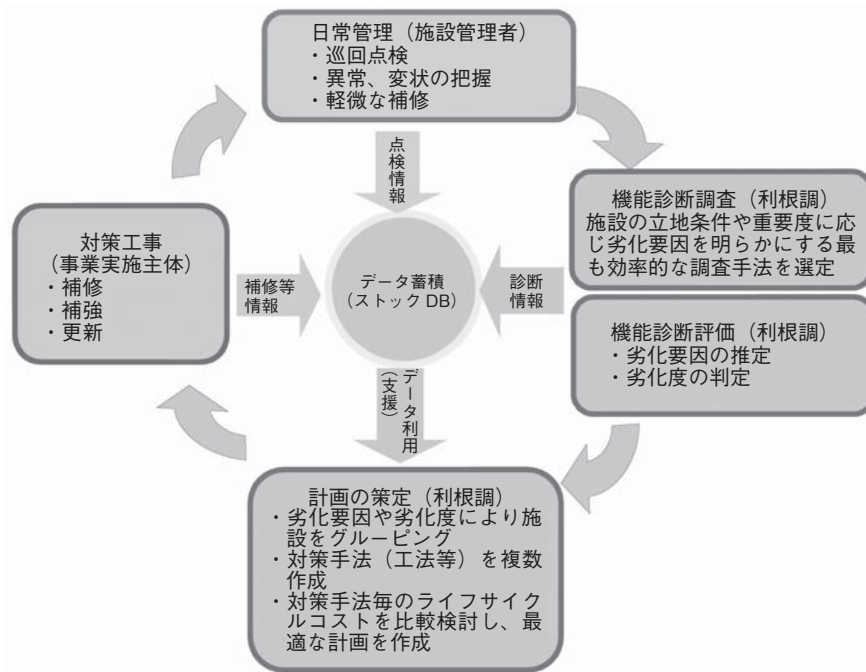 日常管理（施設管理者）
・巡回点検
・異常、変状の把握
・軽微な補修
点検情報
機能診断調査（利根調）
施設の立地条件や重要度に応
じ劣化要因を明らかにする最
も効率的な調査手法を選定
対策工事
（事業実施主体）
・補修
・補強
・更新
補修等
情報
データ蓄積
（ストック DB）
診断
情報
機能診断評価（利根調）
・劣化要因の推定
・劣化度の判定
データ利用
（支援）
計画の策定（利根調）
・劣化要因や劣化度により施
設をグルーピング
・対策手法（工法等）を複数
作成
・対策手法毎のライフサイク
ルコストを比較検討し、最
適な計画を作成